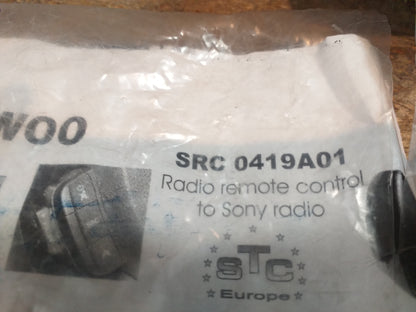 WOO
SRC 0419A01
Radio remote control
to Sony radio
STC
Europe